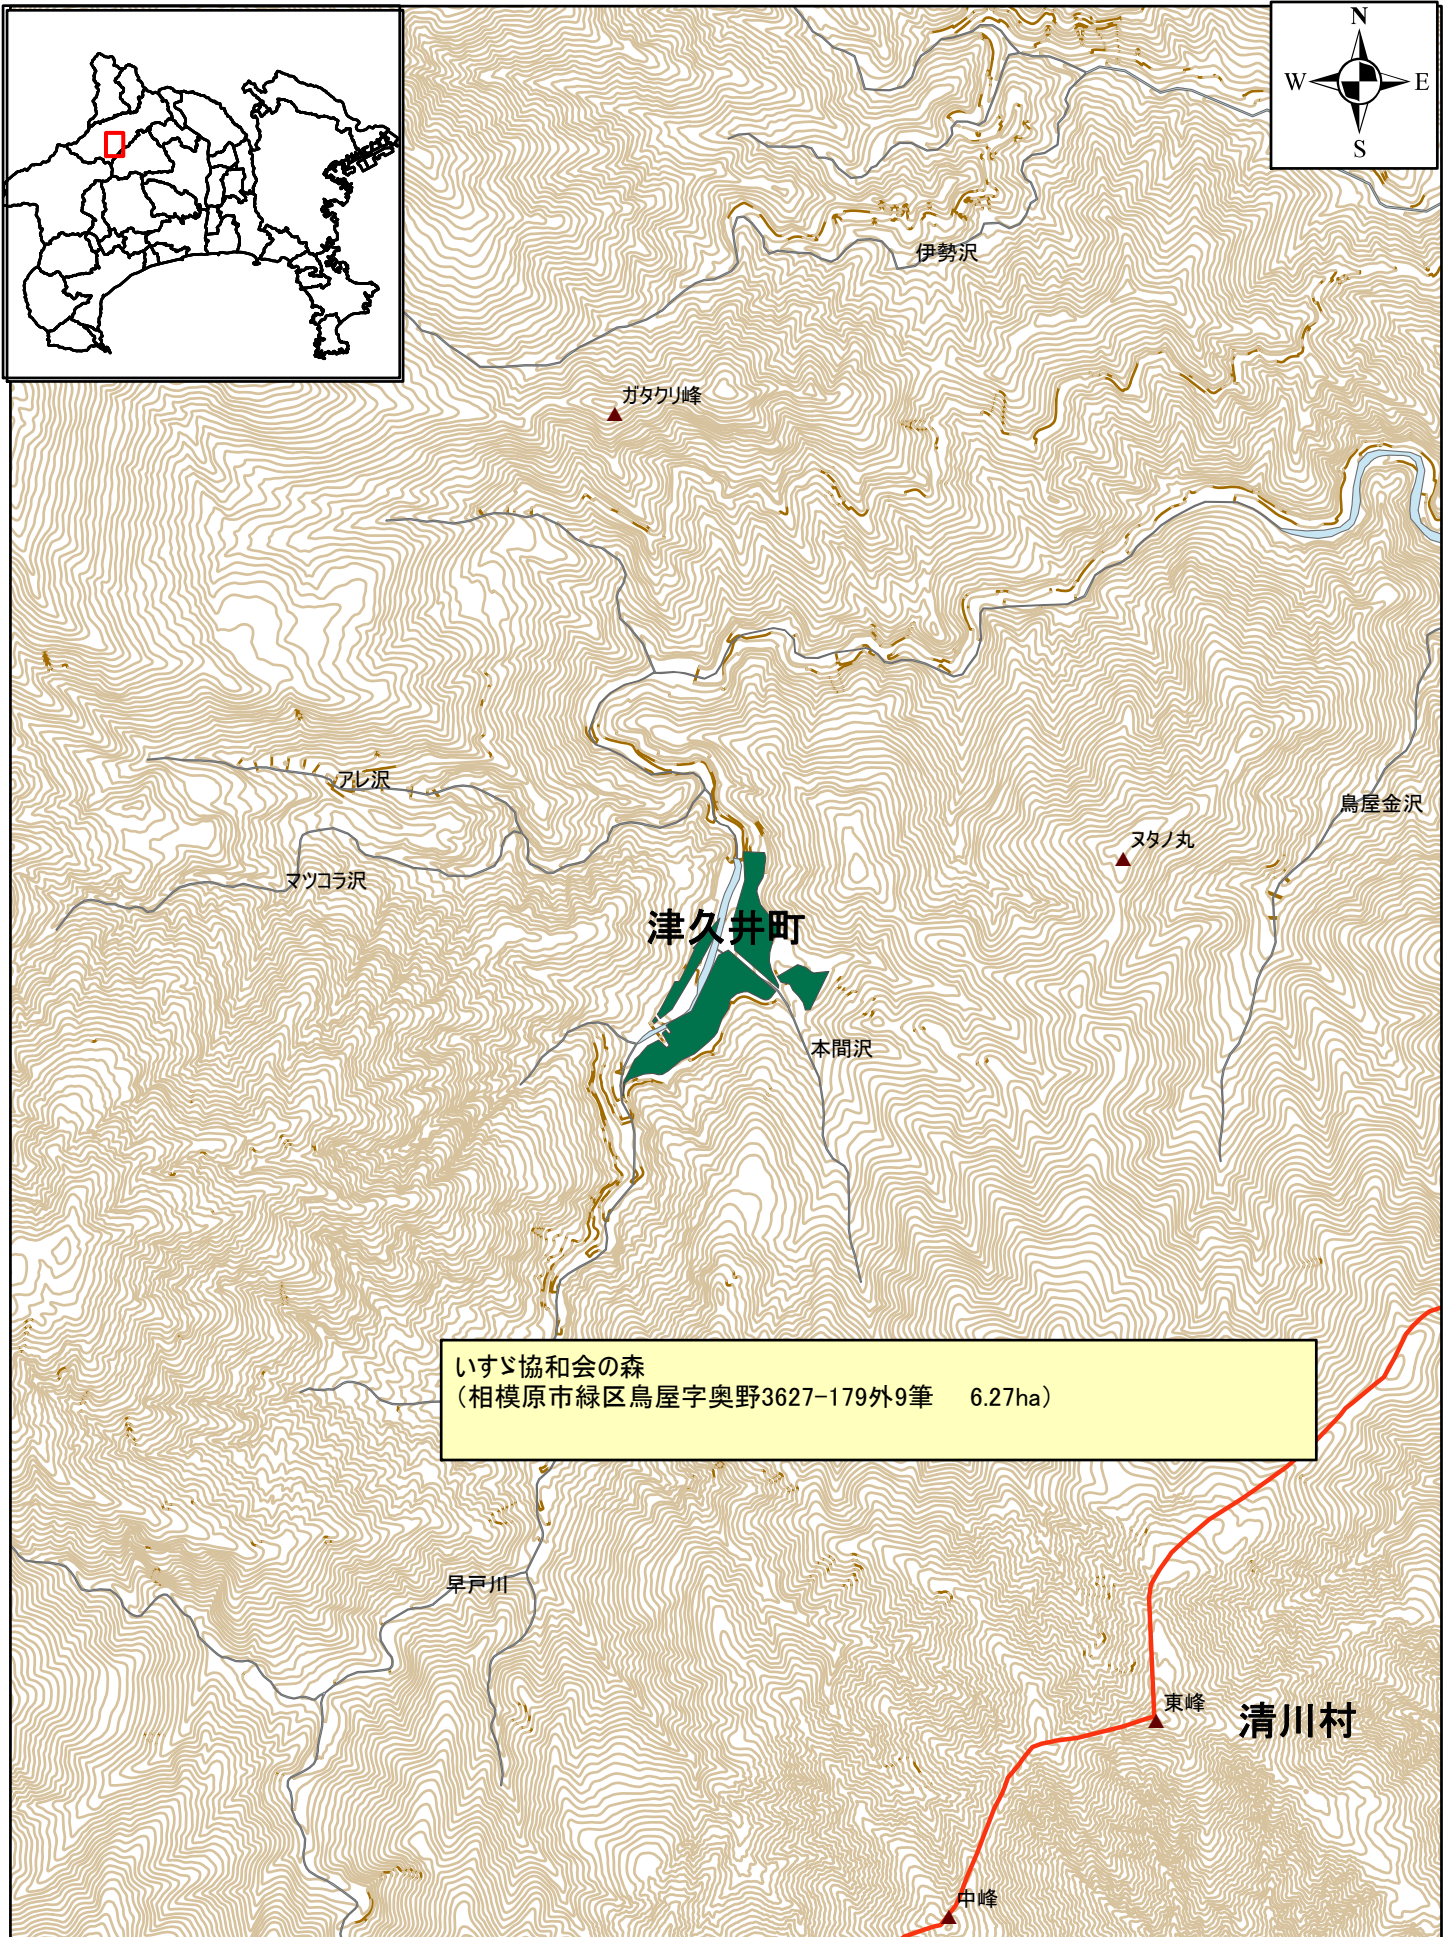 N
W
E
S
伊勢沢
ガタクリ峰
アレ沢
鳥屋金沢
ヌタノ丸
マツコラ沢
津久井町
本間沢
いすゞ協和会の森
（相模原市緑区鳥屋字奥野3627-179外9筆　6.27ha）
早戸川
東峰
清川村
中峰